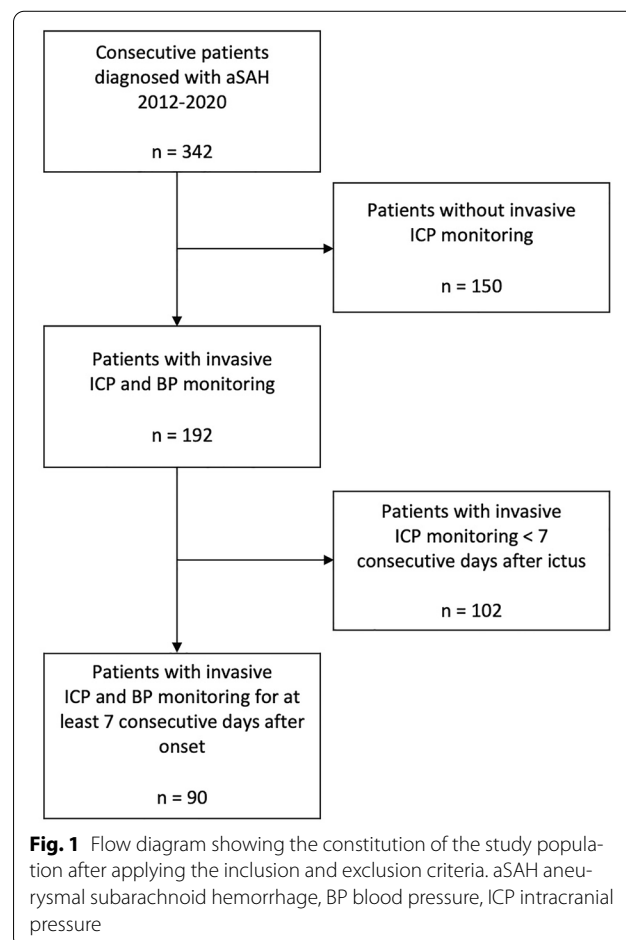 Consecutive patients
diagnosed with aSAH
2012-2020
n = 342
Patients without invasive
ICP monitoring
n = 150
Patients with invasive
ICP and BP monitoring
n = 192
Patients with invasive
ICP monitoring < 7
consecutive days after ictus
n = 102
Patients with invasive
ICP and BP monitoring for at
least 7 consecutive days after
onset
n = 90
Fig. 1 Flow diagram showing the constitution of the study popula-
tion after applying the inclusion and exclusion criteria. aSAH aneu-
rysmal subarachnoid hemorrhage, BP blood pressure, ICP intracranial
pressure